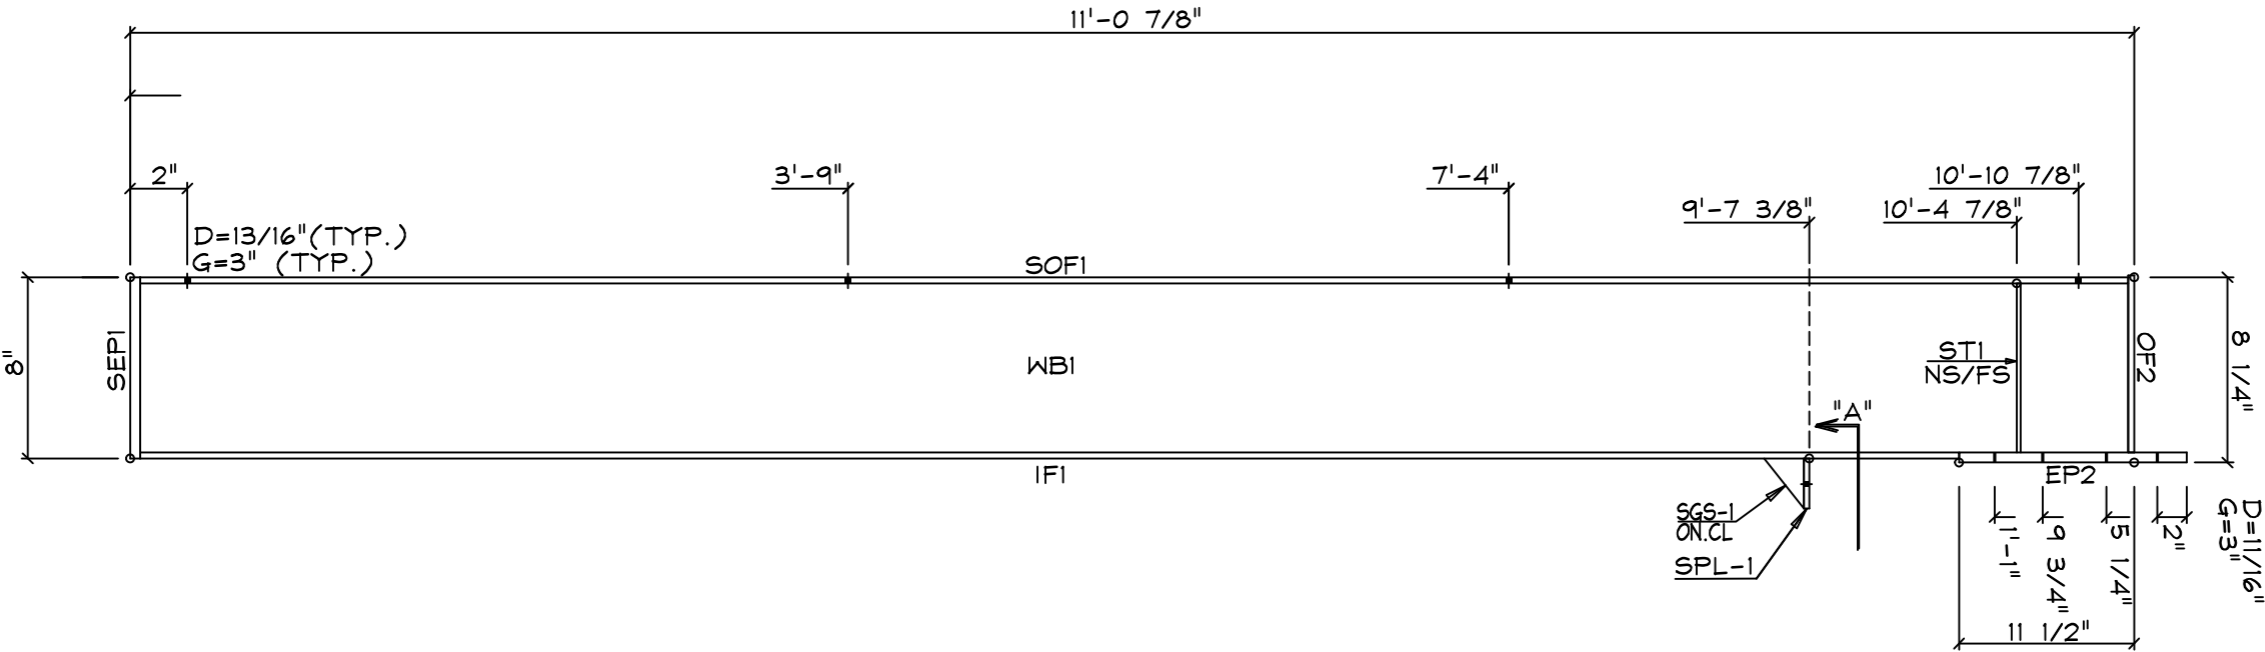 11'-0 7/8"
2"
3'-9"
7'-4"
10'-10 7/8"
9'-7 3/8"
10'-4 7/8"
D=13/16"(TYP.)
G=3" (TYP.)
SOF1
8"
SEP1
WB1
ST1
NS/FS
OF2
8 1/4"
"A"
IF1
EP2
SGS-1
ON.CL
SPL-1
1'-1"
9 3/4"
5 1/4"
2"
D=11/16"
G=3"
11 1/2"